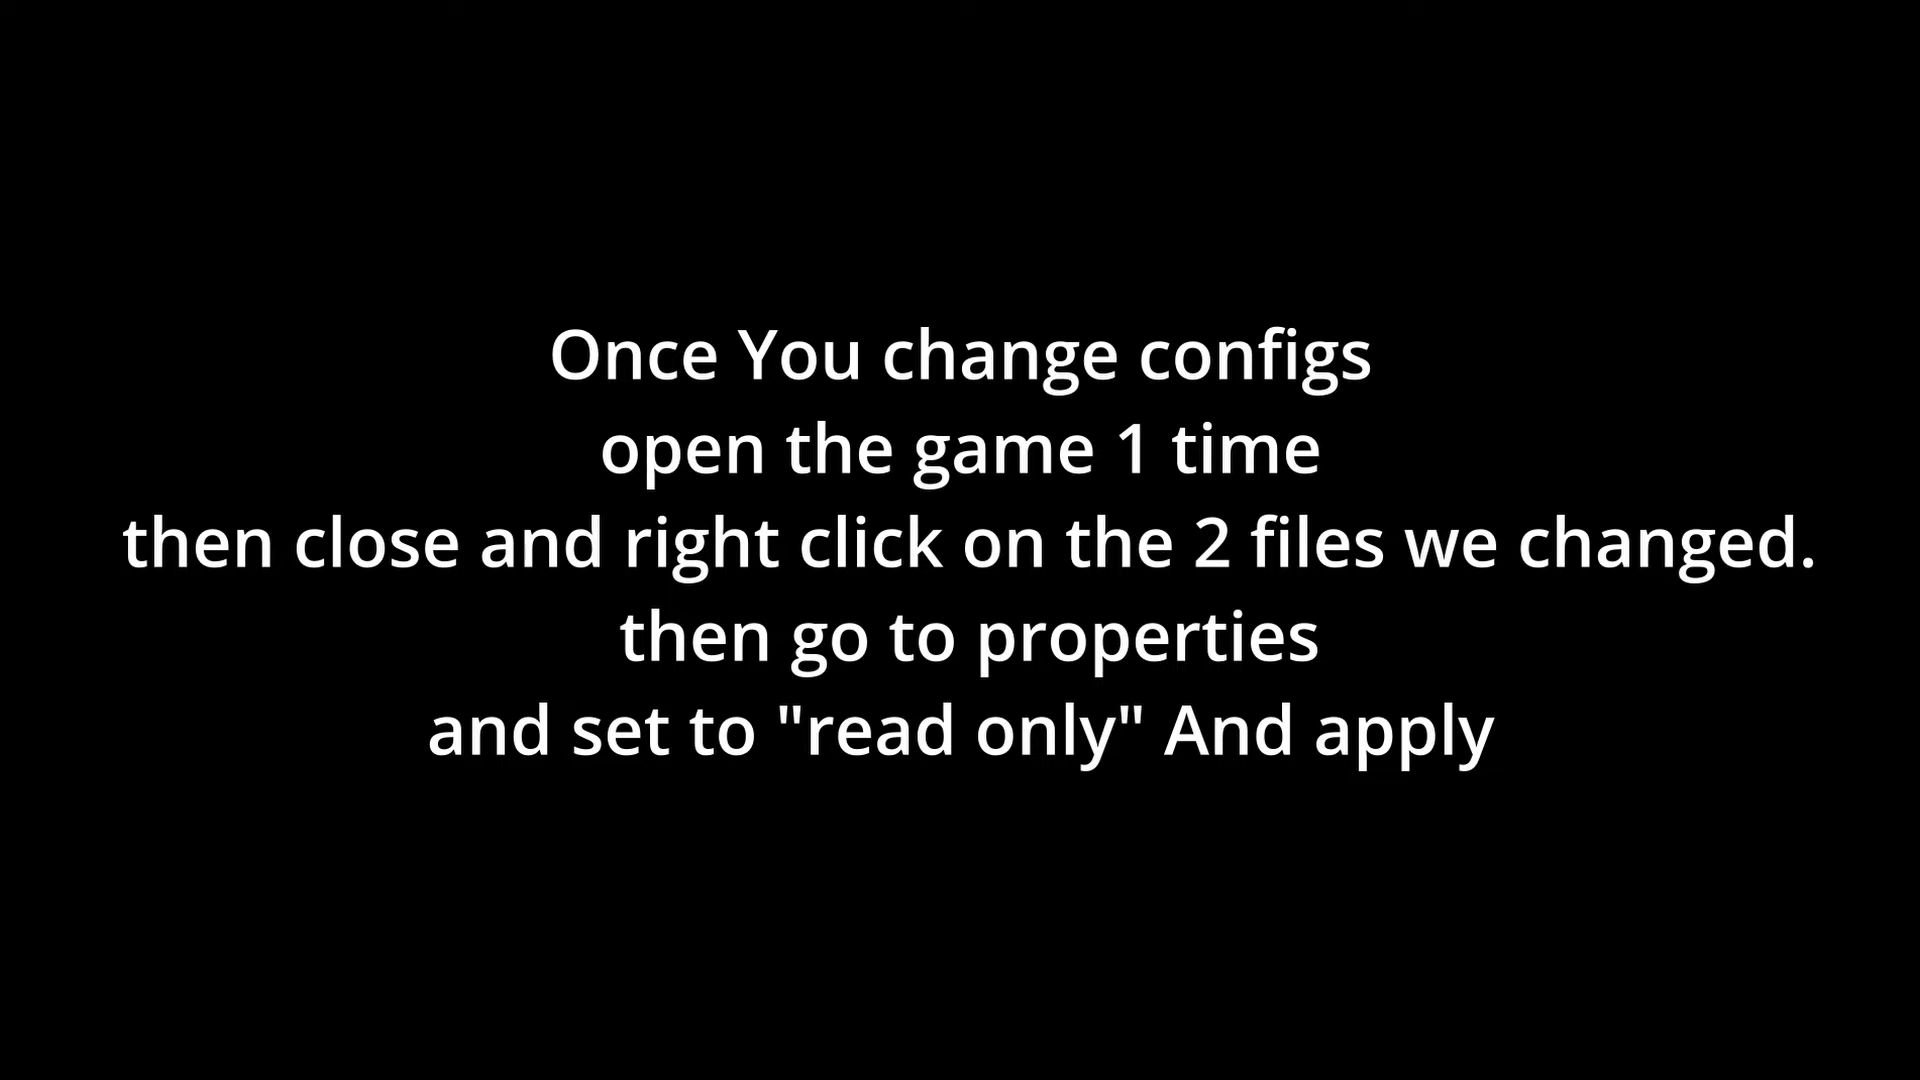 Once You change configs
open the game 1 time
then close and right click on the 2 files we changed.
then go to properties
and set to "read only" And apply